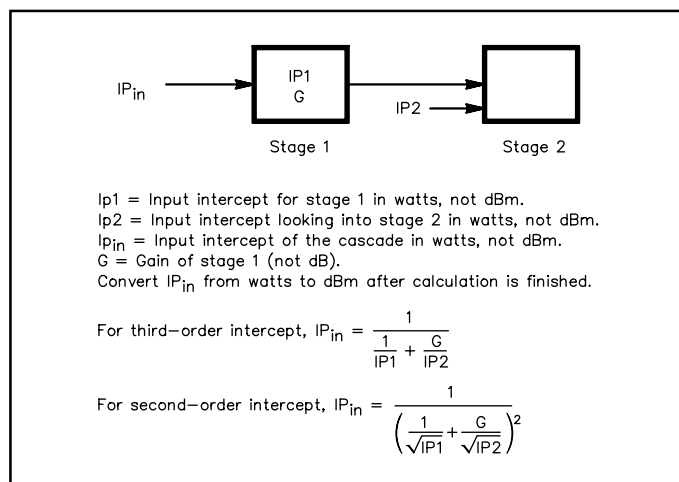 IP1
G
IPin
IP2
Stage 1
Stage 2
Ip1 = Input intercept for stage 1 in watts, not dBm.
Ip2 = Input intercept looking into stage 2 in watts, not dBm.
Ipin = Input intercept of the cascade in watts, not dBm.
G = Gain of stage 1 (not dB).
Convert IPin from watts to dBm after calculation is finished.
For third-order intercept, IPin = 1 / (1/IP1 + G/IP2)
For second-order intercept, IPin = 1 / (1/√IP1 + G/√IP2)²